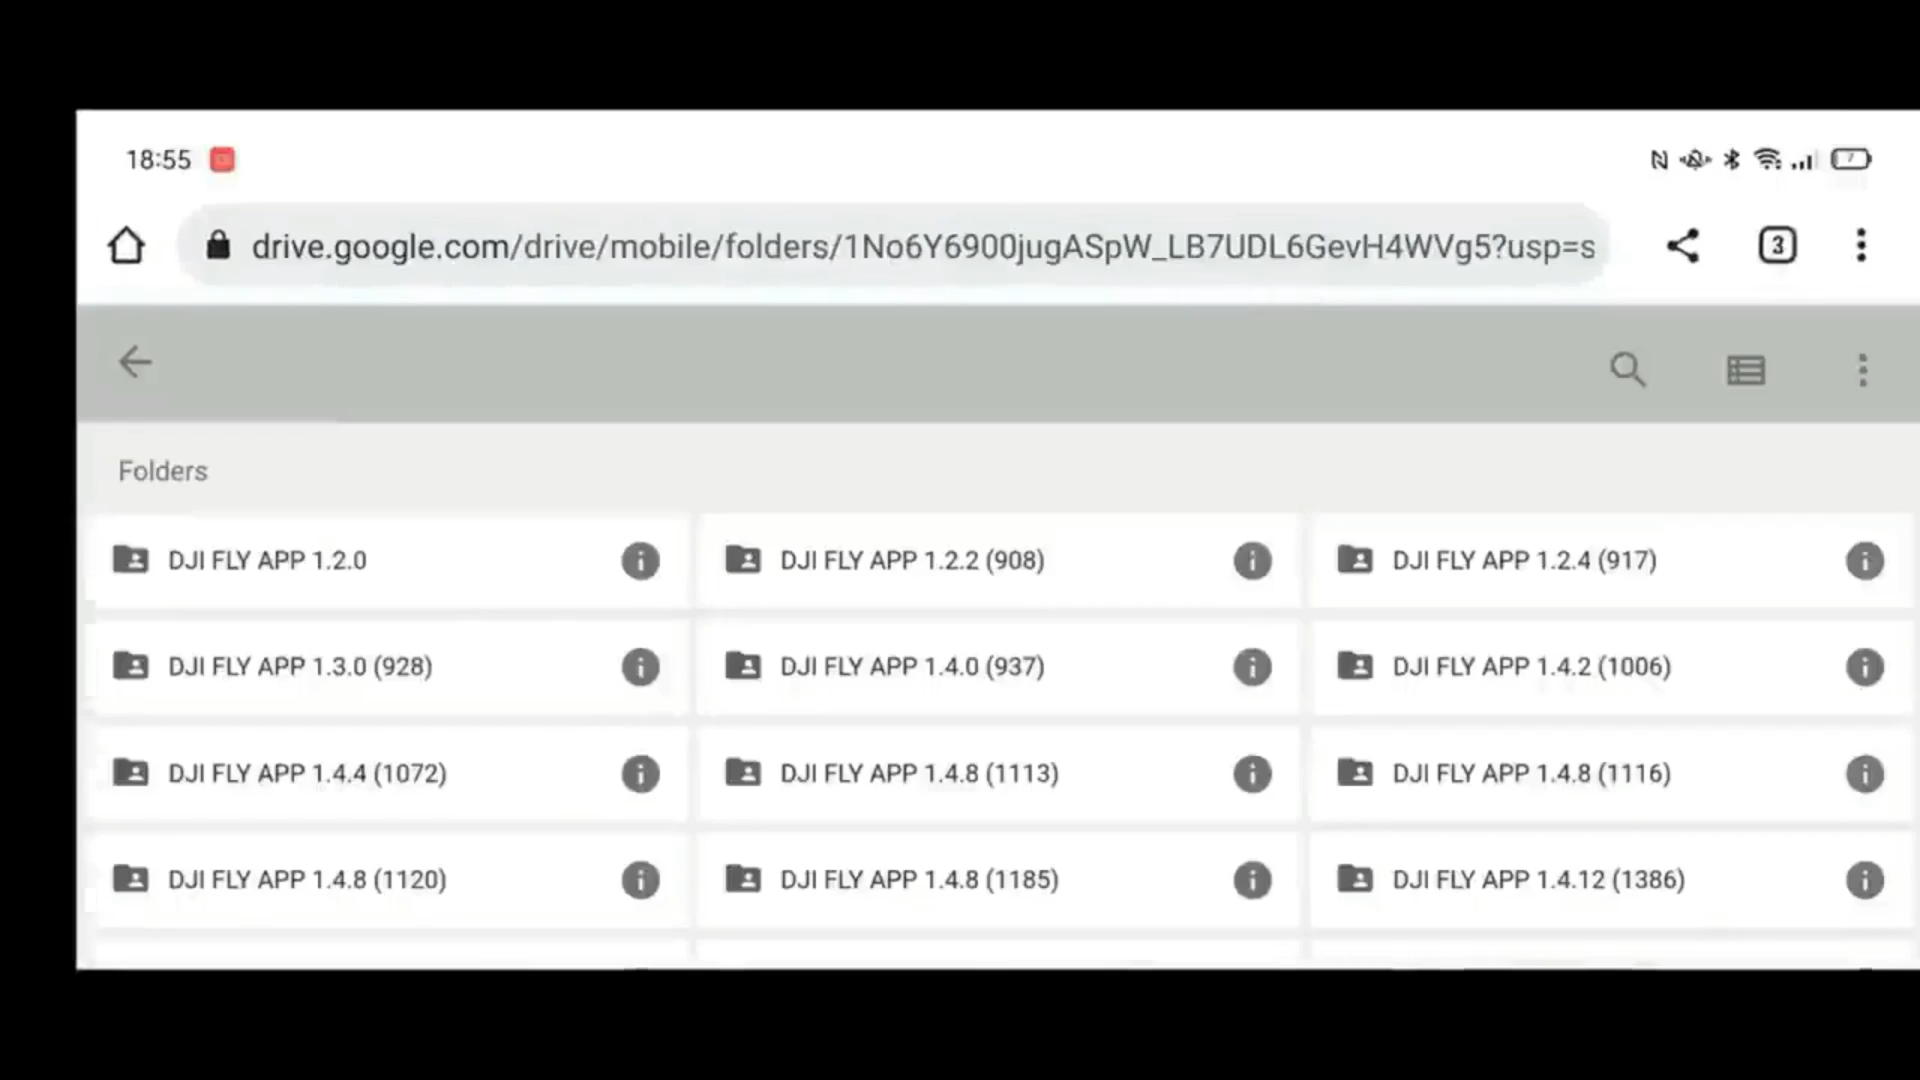 18:55
7
drive.google.com/drive/mobile/folders/1No6Y6900jugASpW_LB7UDL6GevH4WVg5?usp=s
3
Folders
DJI FLY APP 1.2.0
DJI FLY APP 1.2.2 (908)
DJI FLY APP 1.2.4 (917)
DJI FLY APP 1.3.0 (928)
DJI FLY APP 1.4.0 (937)
DJI FLY APP 1.4.2 (1006)
DJI FLY APP 1.4.4 (1072)
DJI FLY APP 1.4.8 (1113)
DJI FLY APP 1.4.8 (1116)
DJI FLY APP 1.4.8 (1120)
DJI FLY APP 1.4.8 (1185)
DJI FLY APP 1.4.12 (1386)